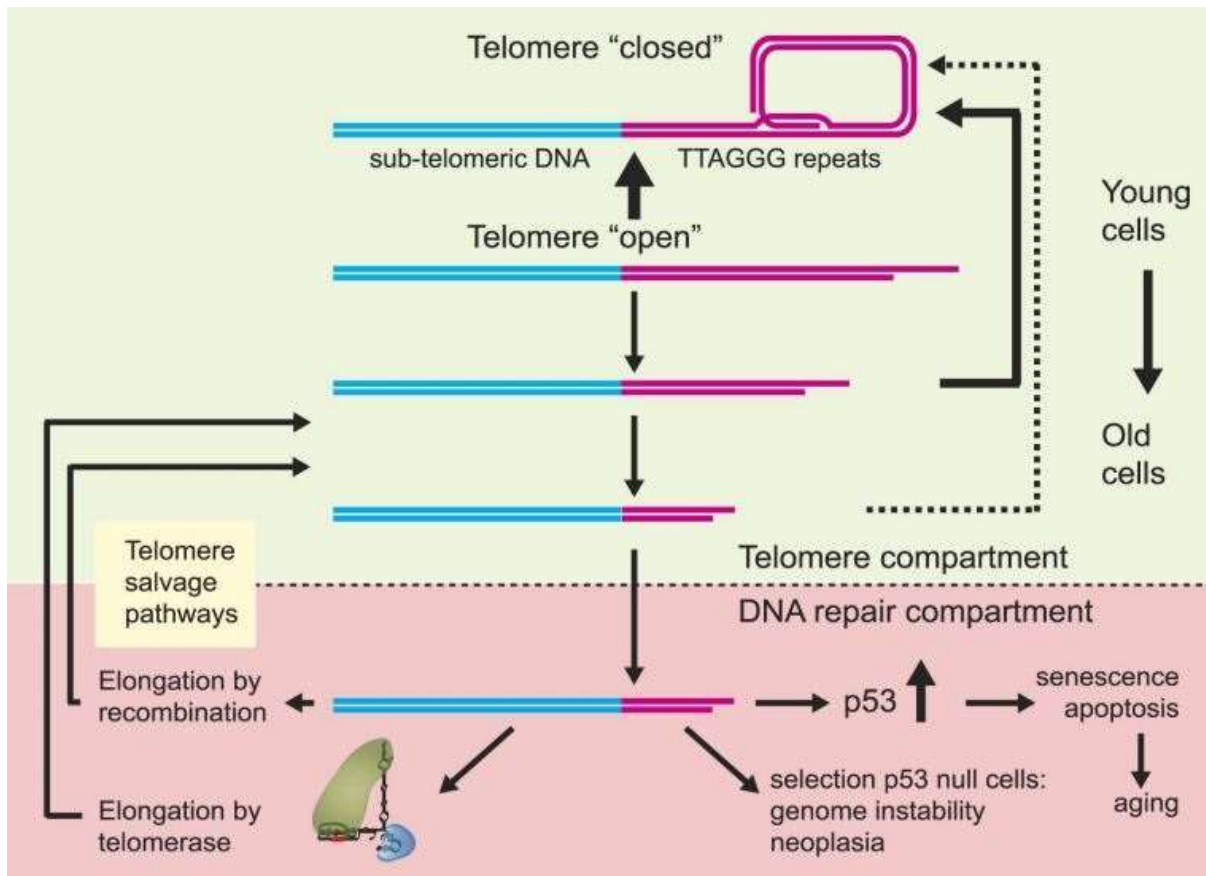 Telomere “closed”
sub-telomeric DNA
TTAGGG repeats
Telomere “open”
Young
cells
Old
cells
Telomere compartment
DNA repair compartment
Telomere
salvage
pathways
Elongation by
recombination
p53
senescence
apoptosis
aging
selection p53 null cells:
genome instability
neoplasia
Elongation by
telomerase